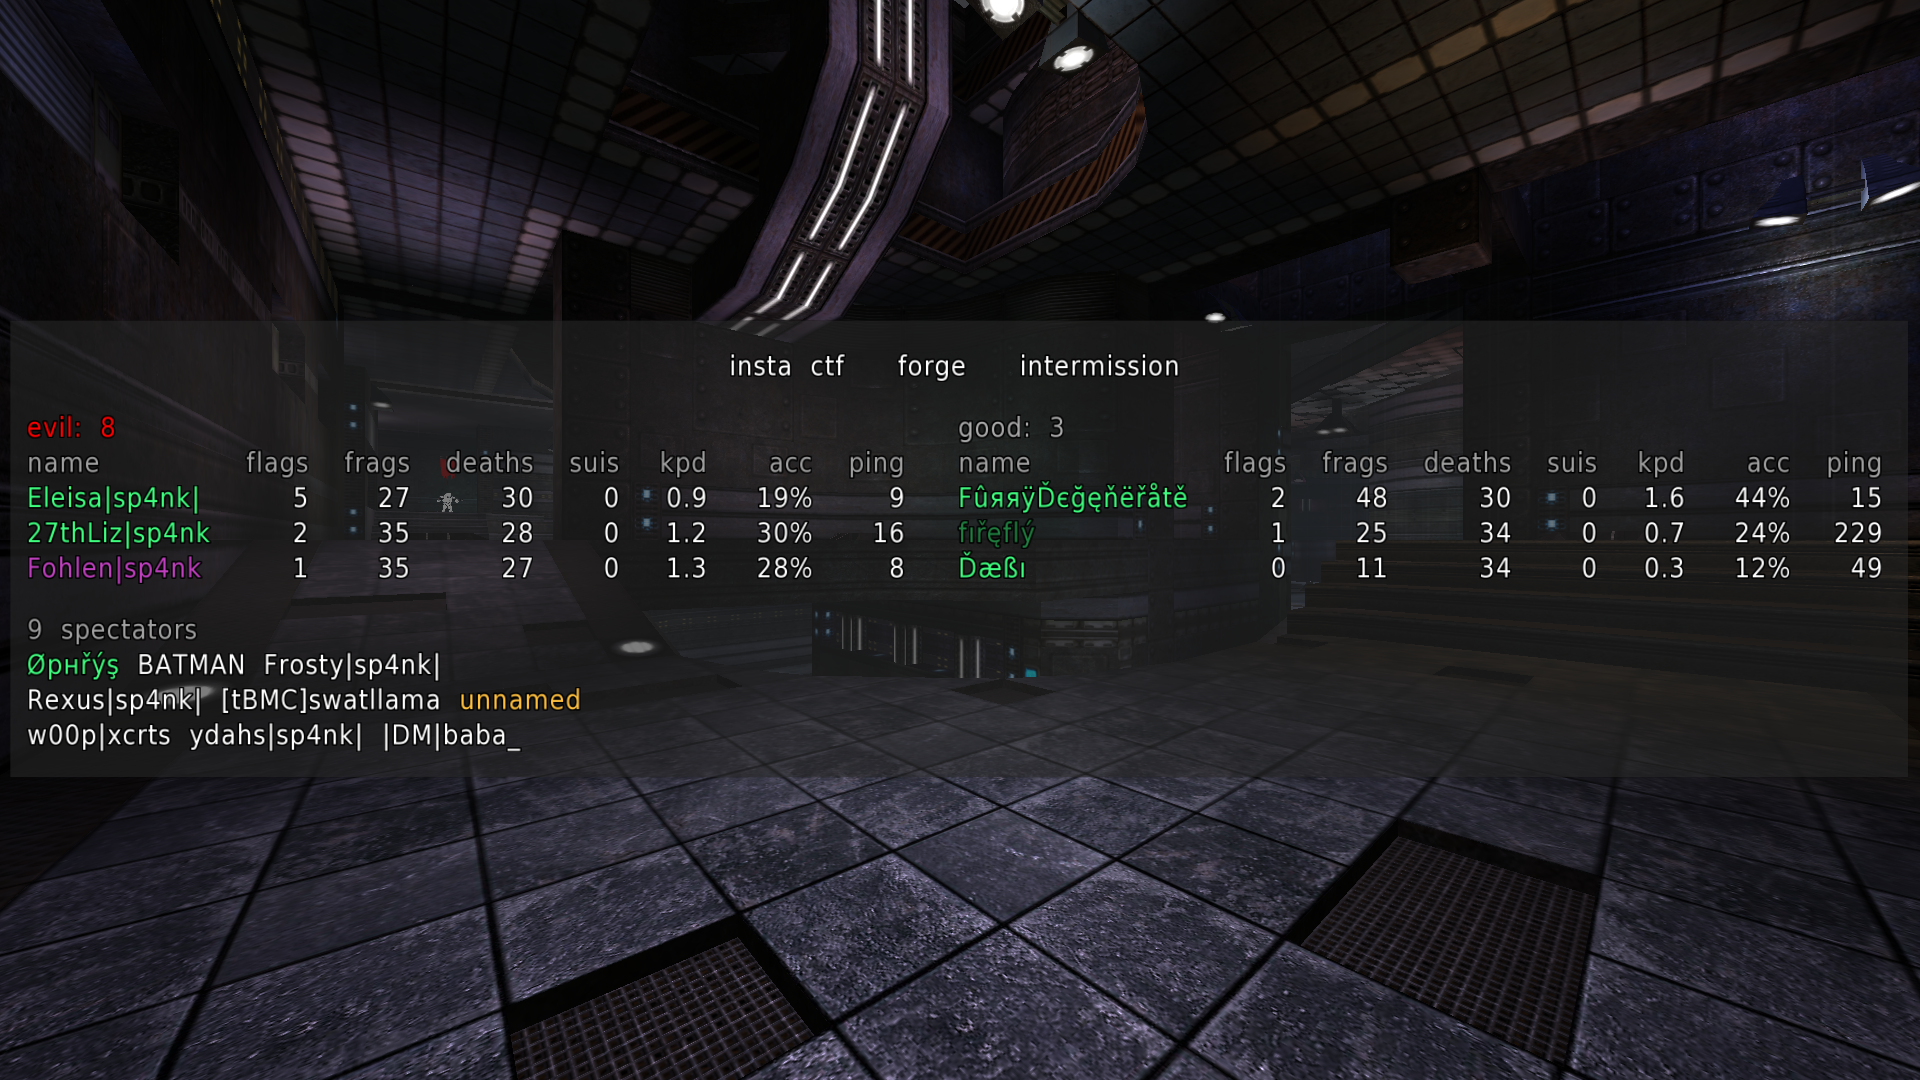 insta ctf forge intermission
evil: 8
name flags frags deaths suis kpd acc ping
Eleisa|sp4nk| 5 27 30 0 0.9 19% 9
27thLiz|sp4nk 2 35 28 0 1.2 30% 16
Fohlen|sp4nk 1 35 27 0 1.3 28% 8
good: 3
name flags frags deaths suis kpd acc ping
FûяяÿĎєğęňëřåtě 2 48 30 0 1.6 44% 15
fıřęflý 1 25 34 0 0.7 24% 229
Ďæßı 0 11 34 0 0.3 12% 49
9 spectators
Øpнřýş BATMAN Frosty|sp4nk|
Rexus|sp4nk| [tBMC]swatllama unnamed
w00p|xcrts ydahs|sp4nk| |DM|baba_